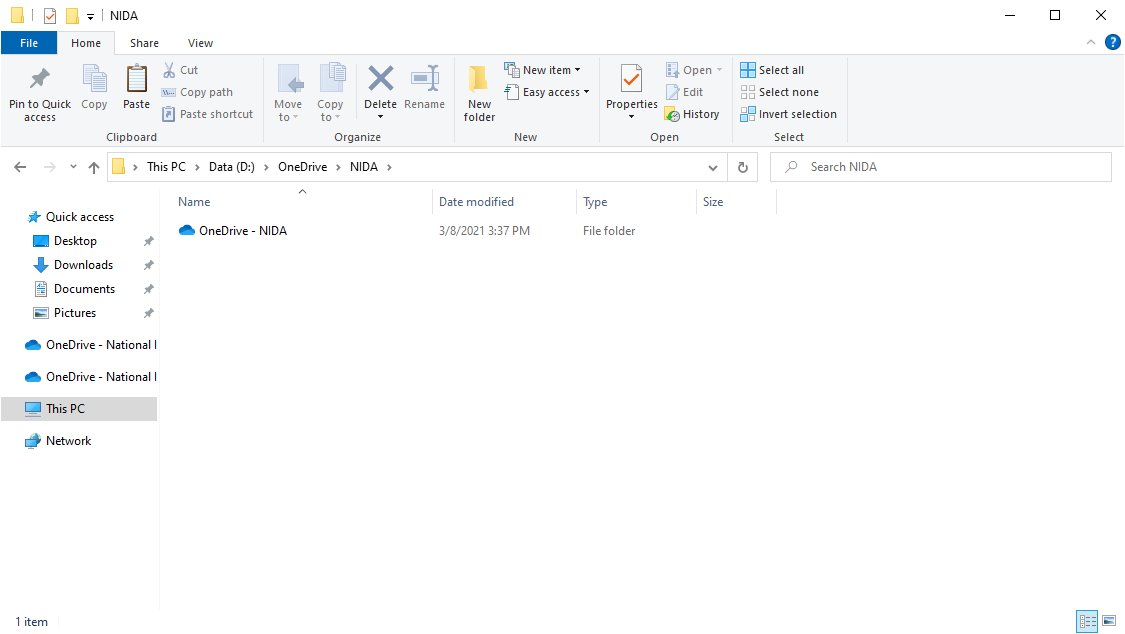 NIDA
File Home Share View
Pin to Quick access
Copy
Paste
Cut
Copy path
Paste shortcut
Clipboard
Move to
Copy to
Delete
Rename
Organize
New folder
New item
Easy access
New
Properties
Open
Edit
History
Open
Select all
Select none
Invert selection
Select
This PC > Data (D:) > OneDrive > NIDA >
Search NIDA
Name Date modified Type Size
OneDrive - NIDA 3/8/2021 3:37 PM File folder
Quick access
Desktop
Downloads
Documents
Pictures
OneDrive - National I
OneDrive - National I
This PC
Network
1 item